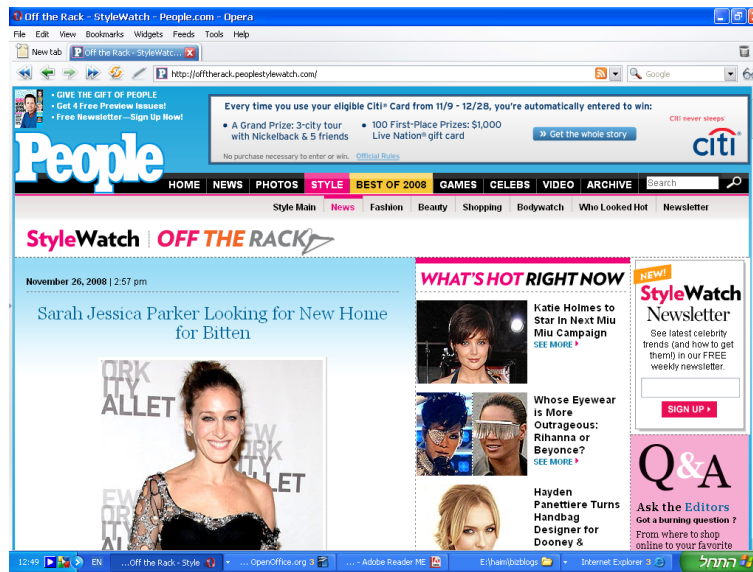 Off the Rack - StyleWatch - People.com - Opera
File Edit View Bookmarks Widgets Feeds Tools Help
New tab
Off the Rack - StyleWatc...
http://offtherack.peoplestylewatch.com/
Google
• GIVE THE GIFT OF PEOPLE
• Get 4 Free Preview Issues!
• Free Newsletter—Sign Up Now!
People
Every time you use your eligible Citi® Card from 11/9 - 12/28, you're automatically entered to win:
• A Grand Prize: 3-city tour with Nickelback & 5 friends
• 100 First-Place Prizes: $1,000 Live Nation® gift card
» Get the whole story
No purchase necessary to enter or win. Official Rules
Citi never sleeps
citi
HOME NEWS PHOTOS STYLE BEST OF 2008 GAMES CELEBS VIDEO ARCHIVE Search
Style Main News Fashion Beauty Shopping Bodywatch Who Looked Hot Newsletter
StyleWatch OFF THE RACK
November 26, 2008 | 2:57 pm
Sarah Jessica Parker Looking for New Home
for Bitten
ORK
ITY
ALLET
WHAT'S HOT RIGHT NOW
Katie Holmes to
Star In Next Miu
Miu Campaign
SEE MORE
Whose Eyewear
is More
Outrageous:
Rihanna or
Beyonce?
SEE MORE
Hayden
Panettiere Turns
Handbag
Designer for
Dooney &
NEW!
StyleWatch
Newsletter
See latest celebrity
trends (and how to get
them!) in our FREE
weekly newsletter.
SIGN UP
Q&A
Ask the Editors
Got a burning question ?
From where to shop
online to your favorite
12:49
EN
...Off the Rack - Style
... OpenOffice.org 3
... - Adobe Reader ME
E:\haim\bizblogs
Internet Explorer 3
התחל